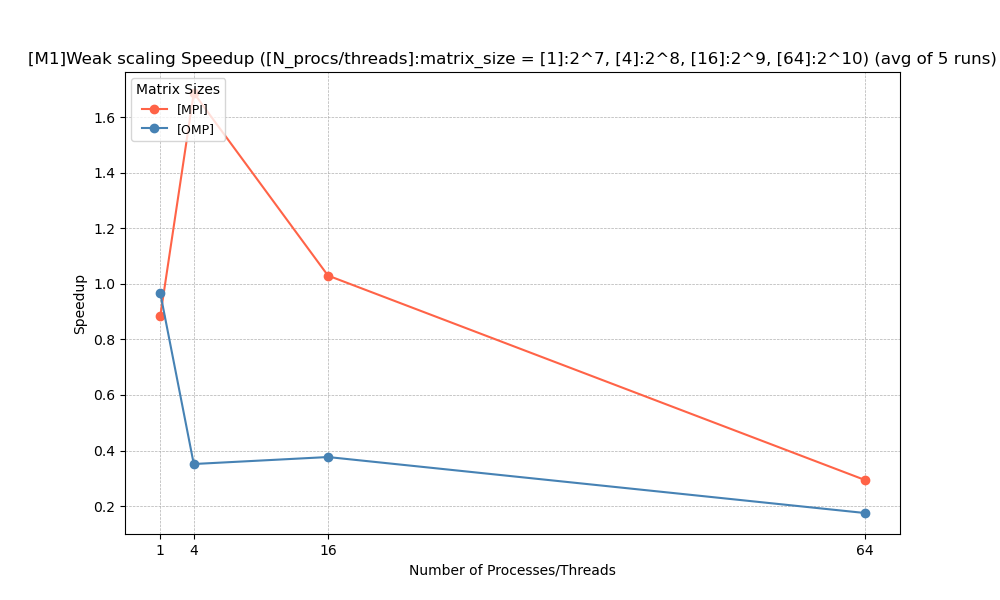 [M1]Weak scaling Speedup ([N_procs/threads]:matrix_size = [1]:2^7, [4]:2^8, [16]:2^9, [64]:2^10) (avg of 5 runs)
Matrix Sizes
[MPI]
[OMP]
1.6
1.4
1.2
1.0
0.8
0.6
0.4
0.2
Speedup
1 4 16 64
Number of Processes/Threads